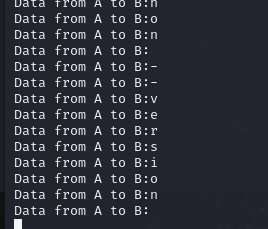 Data from A to B:n
Data from A to B:o
Data from A to B:n
Data from A to B:
Data from A to B:-
Data from A to B:-
Data from A to B:v
Data from A to B:e
Data from A to B:r
Data from A to B:s
Data from A to B:i
Data from A to B:o
Data from A to B:n
Data from A to B: